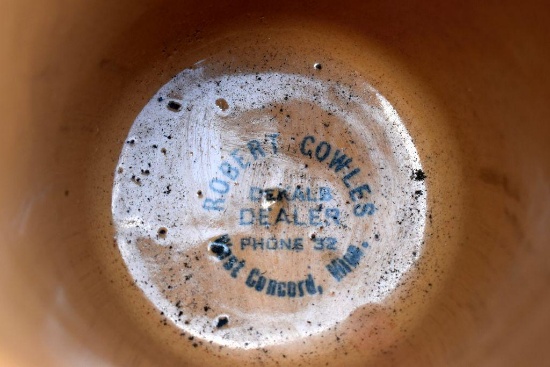 ROBERT COWLES
DEKALB
DEALER
PHONE 32
West Concord, Minn.